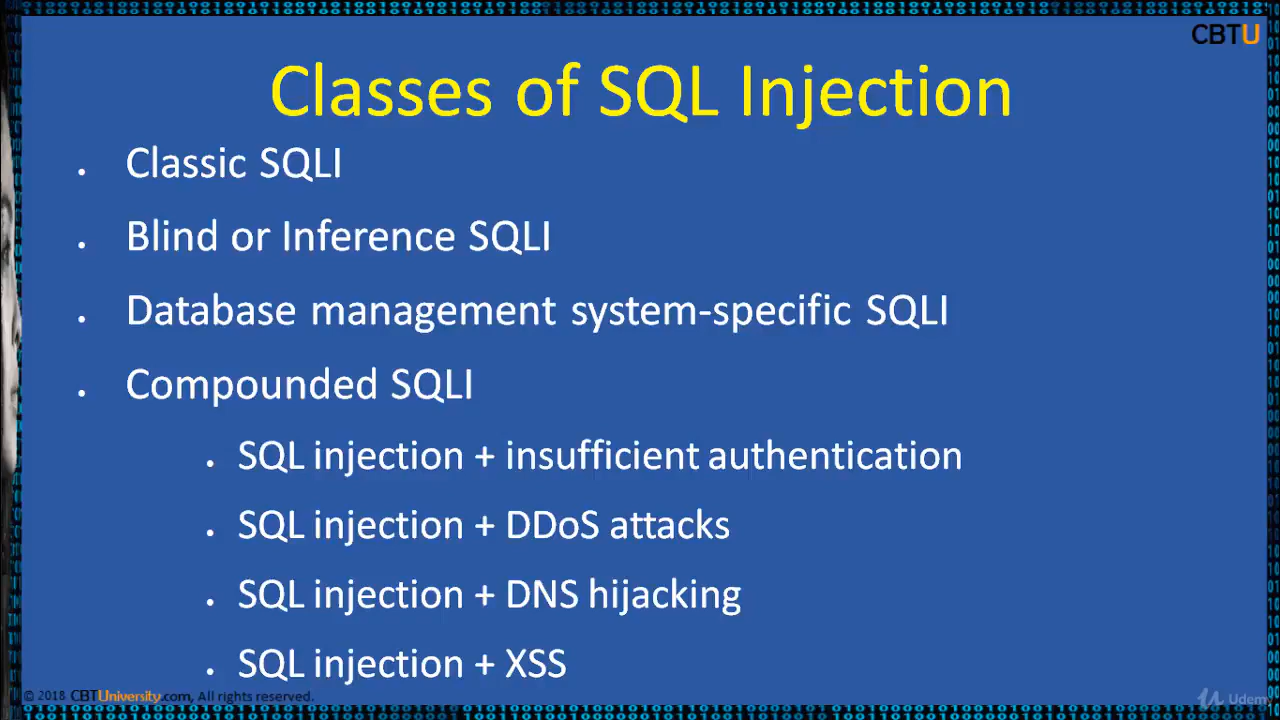 CBTU
Classes of SQL Injection
• Classic SQLI
• Blind or Inference SQLI
• Database management system-specific SQLI
• Compounded SQLI
• SQL injection + insufficient authentication
• SQL injection + DDoS attacks
• SQL injection + DNS hijacking
• SQL injection + XSS
© 2018 CBTUniversity.com, All rights reserved.
Udemy